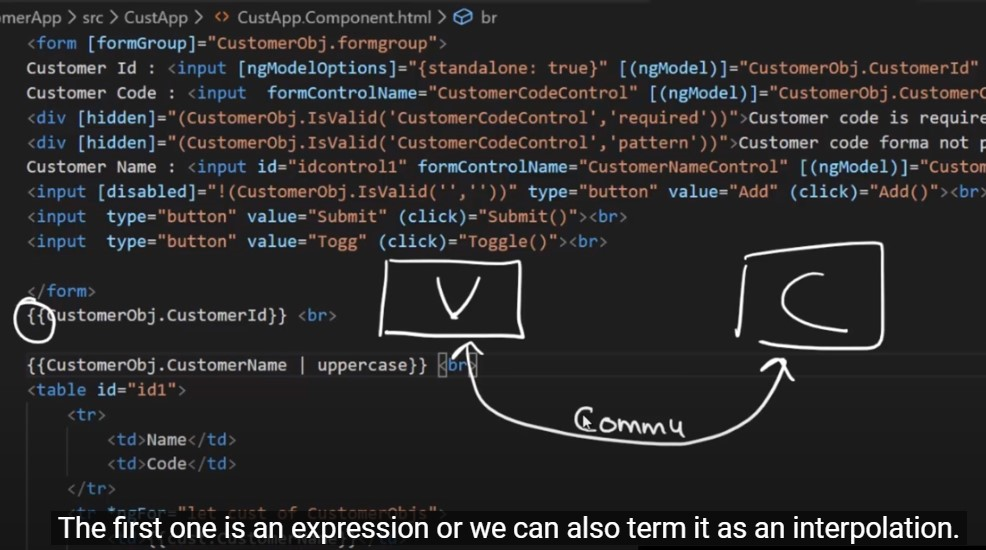 merApp > src > CustApp > <> CustApp.Component.html > br
<form [formGroup]="CustomerObj.formgroup">
Customer Id : <input [ngModelOptions]="{standalone: true}" [(ngModel)]="CustomerObj.CustomerId"
Customer Code : <input  formControlName="CustomerCodeControl" [(ngModel)]="CustomerObj.CustomerC
<div [hidden]="(CustomerObj.IsValid('CustomerCodeControl','required'))">Customer code is require
<div [hidden]="(CustomerObj.IsValid('CustomerCodeControl','pattern'))">Customer code forma not p
Customer Name : <input id="idcontrol1" formControlName="CustomerNameControl" [(ngModel)]="Custom
<input [disabled]="!(CustomerObj.IsValid('',''))" type="button" value="Add" (click)="Add()"><br>
<input  type="button" value="Submit" (click)="Submit()"><br>
<input  type="button" value="Togg" (click)="Toggle()"><br>
</form>
V
C
{{CustomerObj.CustomerId}} <br>
{{CustomerObj.CustomerName | uppercase}} <br>
<table id="id1">
<tr>
Commu
<td>Name</td>
<td>Code</td>
</tr>
<tr *ngFor="let cust of CustomerObjs">
The first one is an expression or we can also term it as an interpolation.